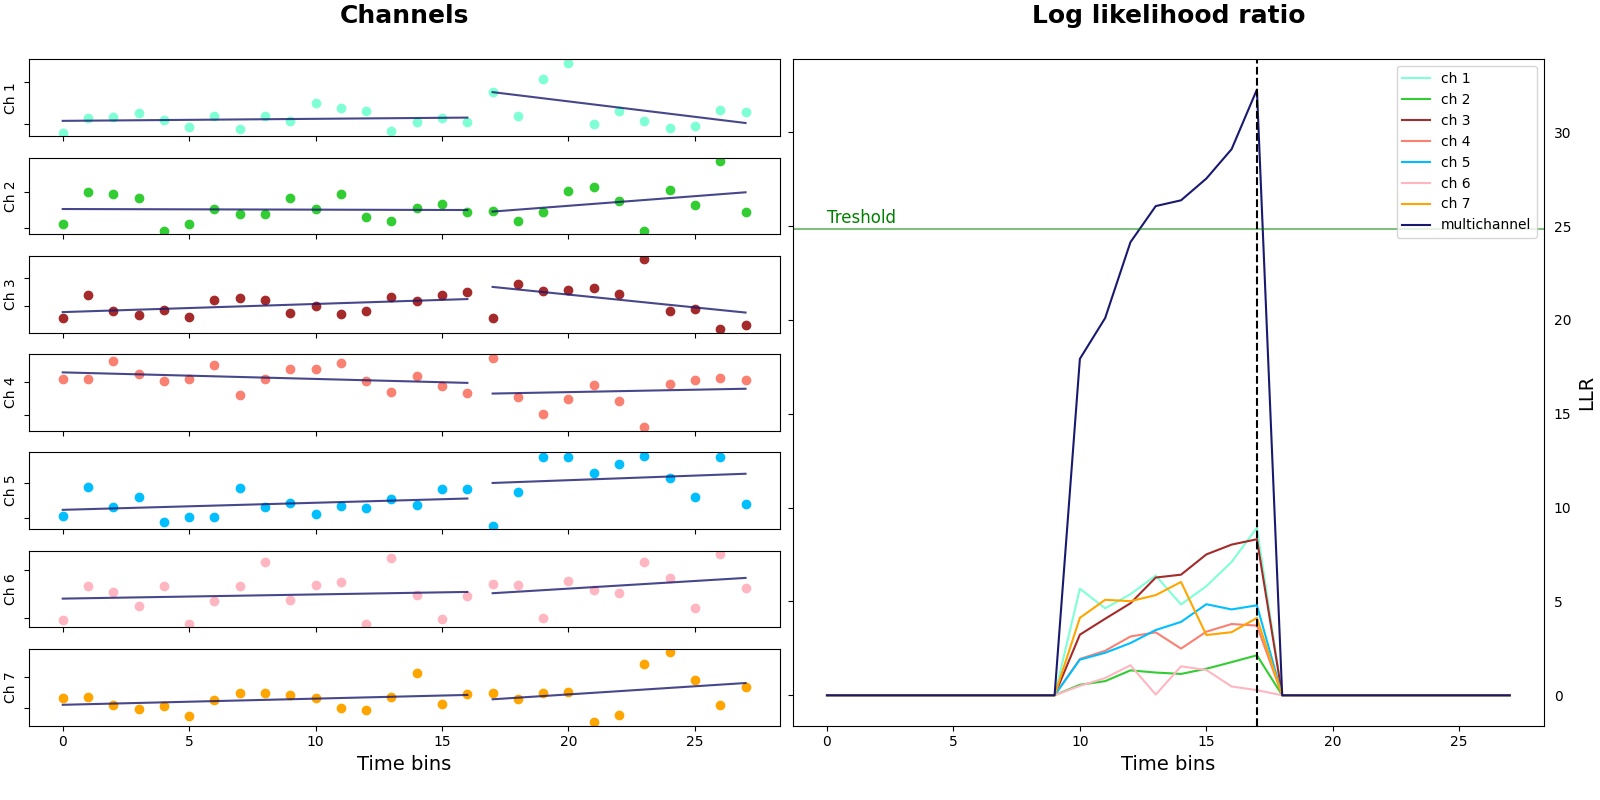 Channels
Ch 1
Ch 2
Ch 3
Ch 4
Ch 5
Ch 6
Ch 7
0 5 10 15 20 25
Time bins
Log likelihood ratio
Treshold
ch 1
ch 2
ch 3
ch 4
ch 5
ch 6
ch 7
multichannel
30
25
20
15
10
5
0
LLR
0 5 10 15 20 25
Time bins